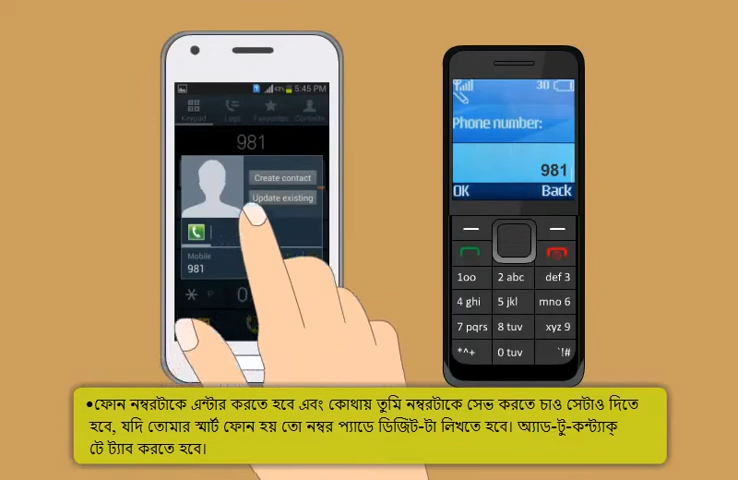 5:45 PM
Keypad
Logs
Favourites
Contacts
981
Create contact
Update existing
Mobile
981
* P 0
30
Phone number:
981
OK Back
1oo 2 abc def 3
4 ghi 5 jkl mno 6
7 pqrs 8 tuv xyz 9
*^+ 0 tuv `!#
•ফোন নম্বরটাকে এন্টার করতে হবে এবং কোথায় তুমি নম্বরটাকে সেভ করতে চাও সেটাও দিতে
হবে, যদি তোমার স্মার্ট ফোন হয় তো নম্বর প্যাডে ডিজিট-টা লিখতে হবে। অ্যাড-টু-কন্ট্যাক্
টে ট্যাব করতে হবে।